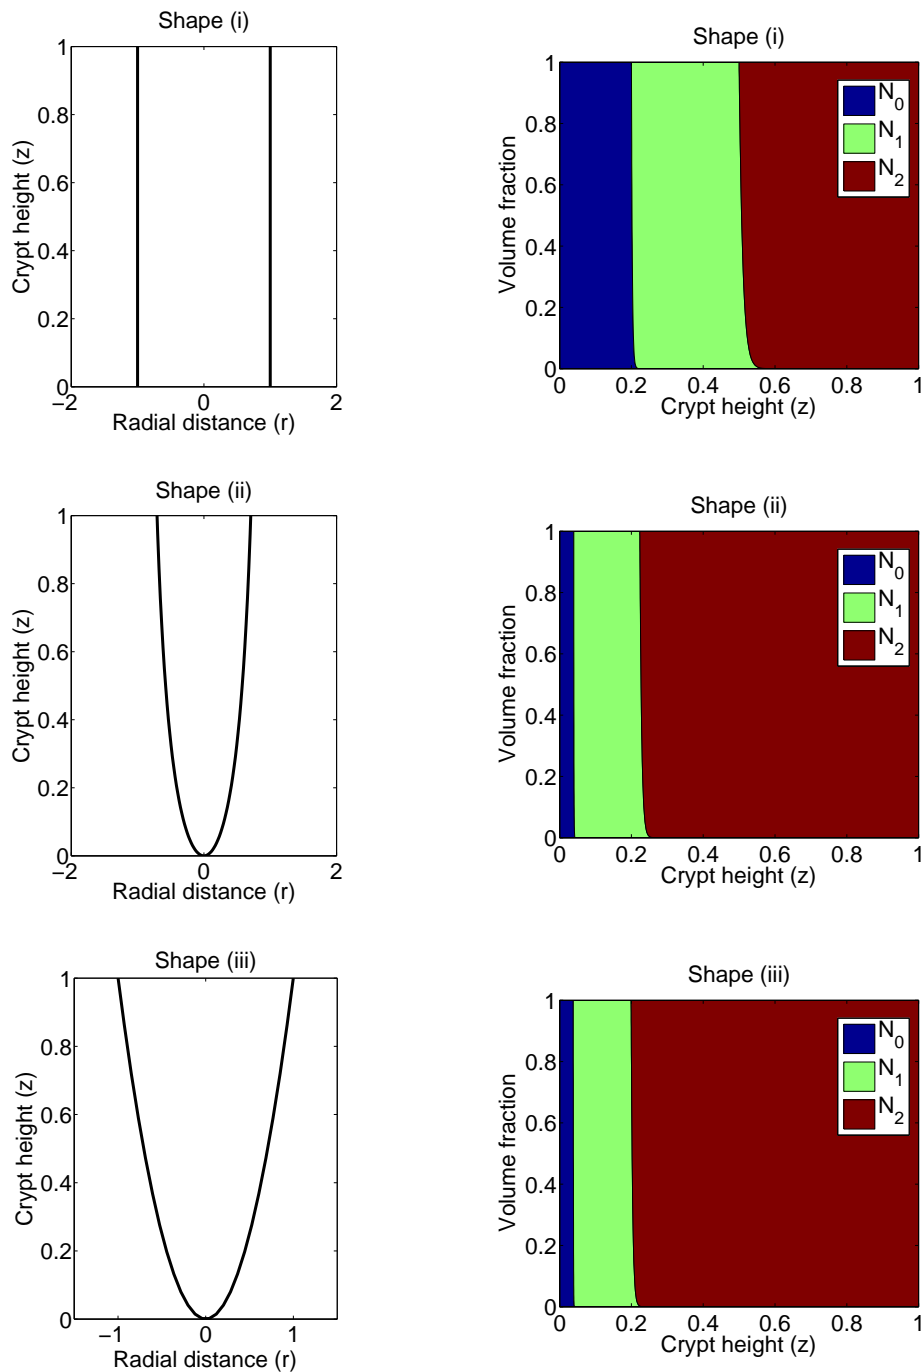 Shape (i)
1
0.8
0.6
0.4
0.2
0
Crypt height (z)
−2
0
2
Radial distance (r)
Shape (i)
1
0.8
0.6
0.4
0.2
0
Volume fraction
N0
N1
N2
0
0.2
0.4
0.6
0.8
1
Crypt height (z)
Shape (ii)
1
0.8
0.6
0.4
0.2
0
Crypt height (z)
−2
0
2
Radial distance (r)
Shape (ii)
1
0.8
0.6
0.4
0.2
0
Volume fraction
N0
N1
N2
0
0.2
0.4
0.6
0.8
1
Crypt height (z)
Shape (iii)
1
0.8
0.6
0.4
0.2
0
Crypt height (z)
−1
0
1
Radial distance (r)
Shape (iii)
1
0.8
0.6
0.4
0.2
0
Volume fraction
N0
N1
N2
0
0.2
0.4
0.6
0.8
1
Crypt height (z)